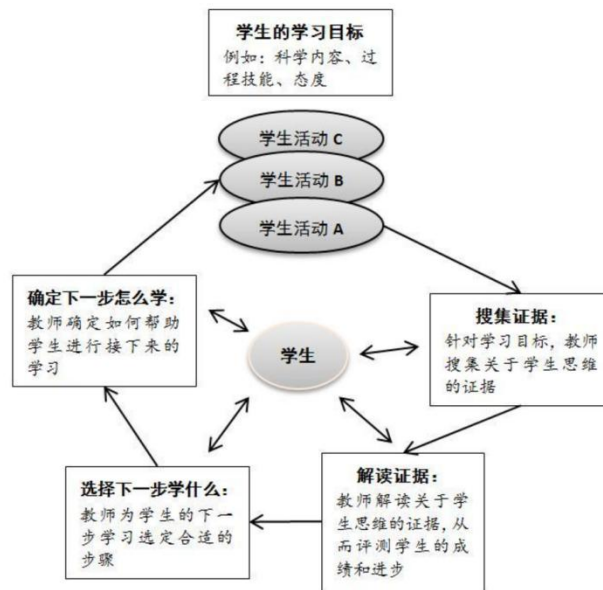 学生的学习目标
例如：科学内容、过
程技能、态度
学生活动 C
学生活动 B
学生活动 A
确定下一步怎么学：
教师确定如何帮助
学生进行接下来的
学习
搜集证据：
针对学习目标，教师
搜集关于学生思维
的证据
学生
选择下一步学什么：
教师为学生的下一
步学习选定合适的
步骤
解读证据：
教师解读关于学
生思维的证据，从
而评测学生的成
绩和进步